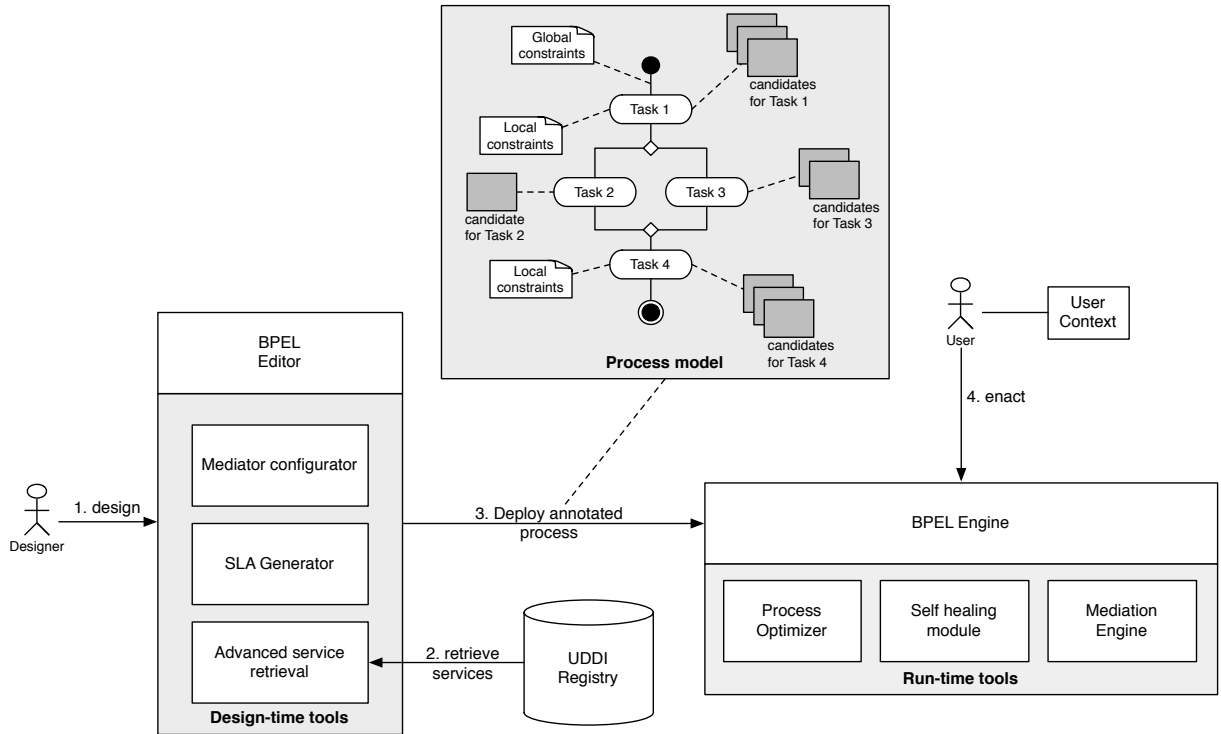 Global
constraints
candidates
for Task 1
Task 1
Local
constraints
Task 2
Task 3
candidate
for Task 2
candidates
for Task 3
Task 4
Local
constraints
candidates
for Task 4
Process model
User
User
Context
4. enact
BPEL
Editor
Mediator configurator
SLA Generator
Advanced service
retrieval
Design-time tools
Designer
1. design
2. retrieve
services
UDDI
Registry
3. Deploy annotated
process
BPEL Engine
Process
Optimizer
Self healing
module
Mediation
Engine
Run-time tools